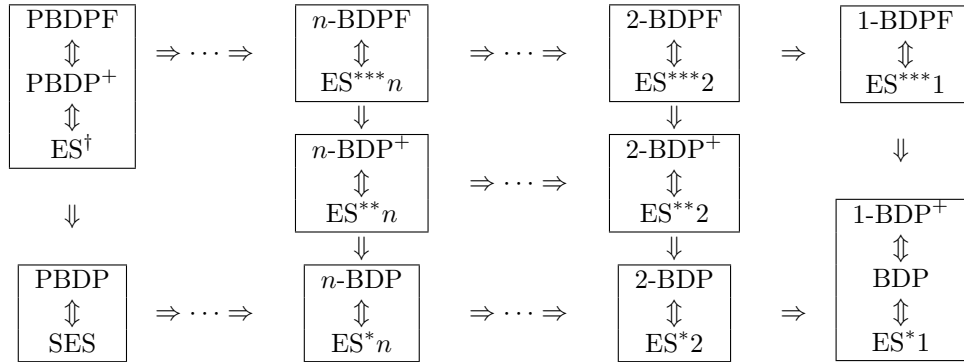 PBDPF ⇕ PBDP⁺ ⇕ ES†
⇒ ⋯ ⇒
n-BDPF ⇕ ES***n
⇒ ⋯ ⇒
2-BDPF ⇕ ES***2
⇒
1-BDPF ⇕ ES***1
⇓
⇓
n-BDP⁺ ⇕ ES**n
⇒ ⋯ ⇒
2-BDP⁺ ⇕ ES**2
⇓
⇓
⇓
⇓
PBDP ⇕ SES
⇒ ⋯ ⇒
n-BDP ⇕ ES*n
⇒ ⋯ ⇒
2-BDP ⇕ ES*2
⇒
1-BDP⁺ ⇕ BDP ⇕ ES*1